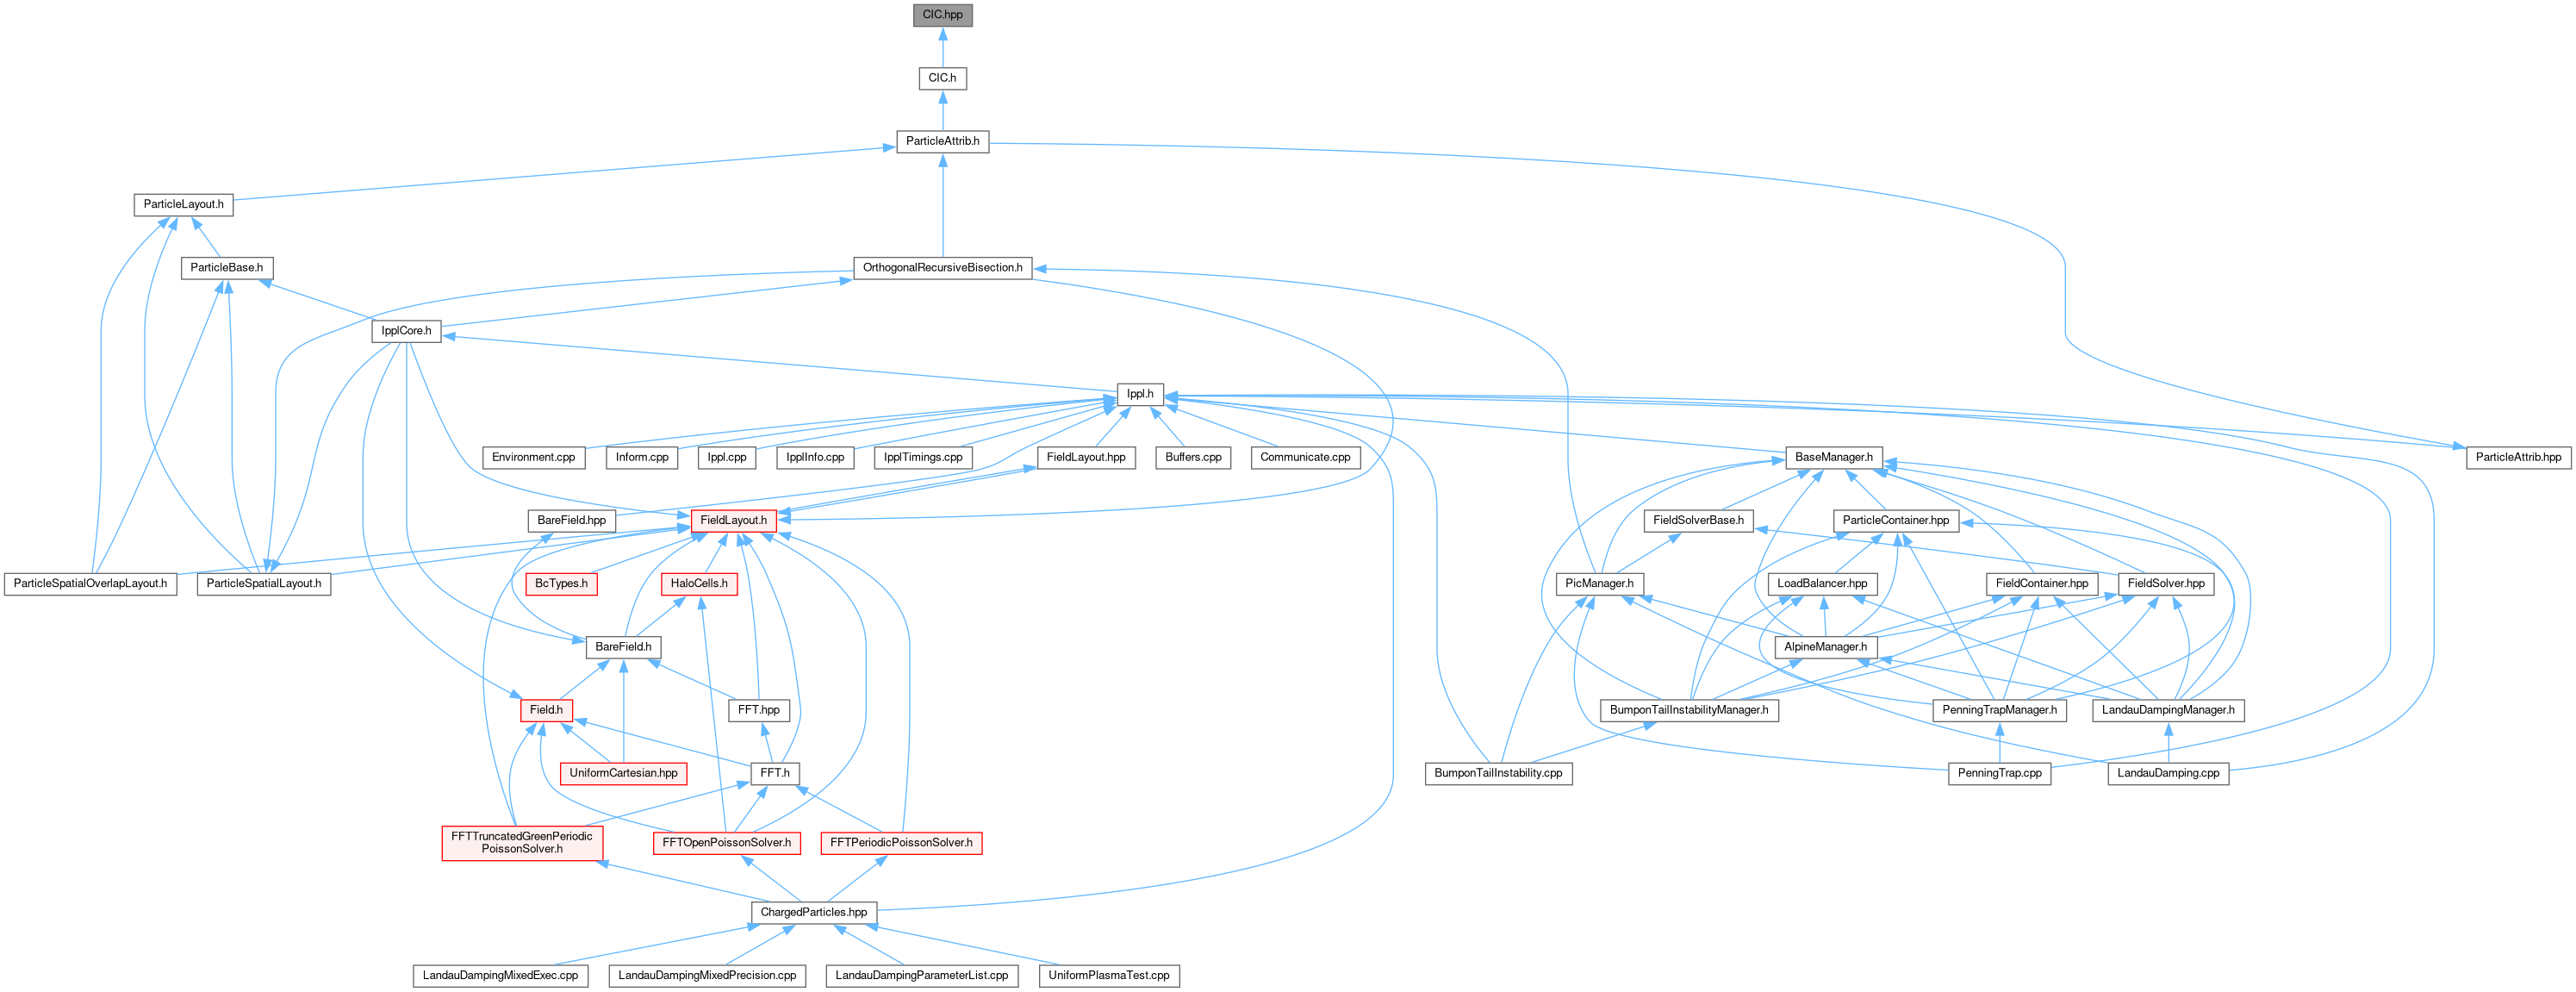 CIC.hpp
CIC.h
ParticleAttrib.h
ParticleLayout.h
ParticleBase.h
OrthogonalRecursiveBisection.h
IpplCore.h
Ippl.h
Environment.cpp
Inform.cpp
Ippl.cpp
IpplInfo.cpp
IpplTimings.cpp
FieldLayout.hpp
Buffers.cpp
Communicate.cpp
BaseManager.h
ParticleAttrib.hpp
BareField.hpp
FieldLayout.h
FieldSolverBase.h
ParticleContainer.hpp
ParticleSpatialOverlapLayout.h
ParticleSpatialLayout.h
BcTypes.h
HaloCells.h
PicManager.h
LoadBalancer.hpp
FieldContainer.hpp
FieldSolver.hpp
BareField.h
AlpineManager.h
Field.h
FFT.hpp
BumponTailInstabilityManager.h
PenningTrapManager.h
LandauDampingManager.h
UniformCartesian.hpp
FFT.h
BumponTailInstability.cpp
PenningTrap.cpp
LandauDamping.cpp
FFTTruncatedGreenPeriodic
PoissonSolver.h
FFTOpenPoissonSolver.h
FFTPeriodicPoissonSolver.h
ChargedParticles.hpp
LandauDampingMixedExec.cpp
LandauDampingMixedPrecision.cpp
LandauDampingParameterList.cpp
UniformPlasmaTest.cpp